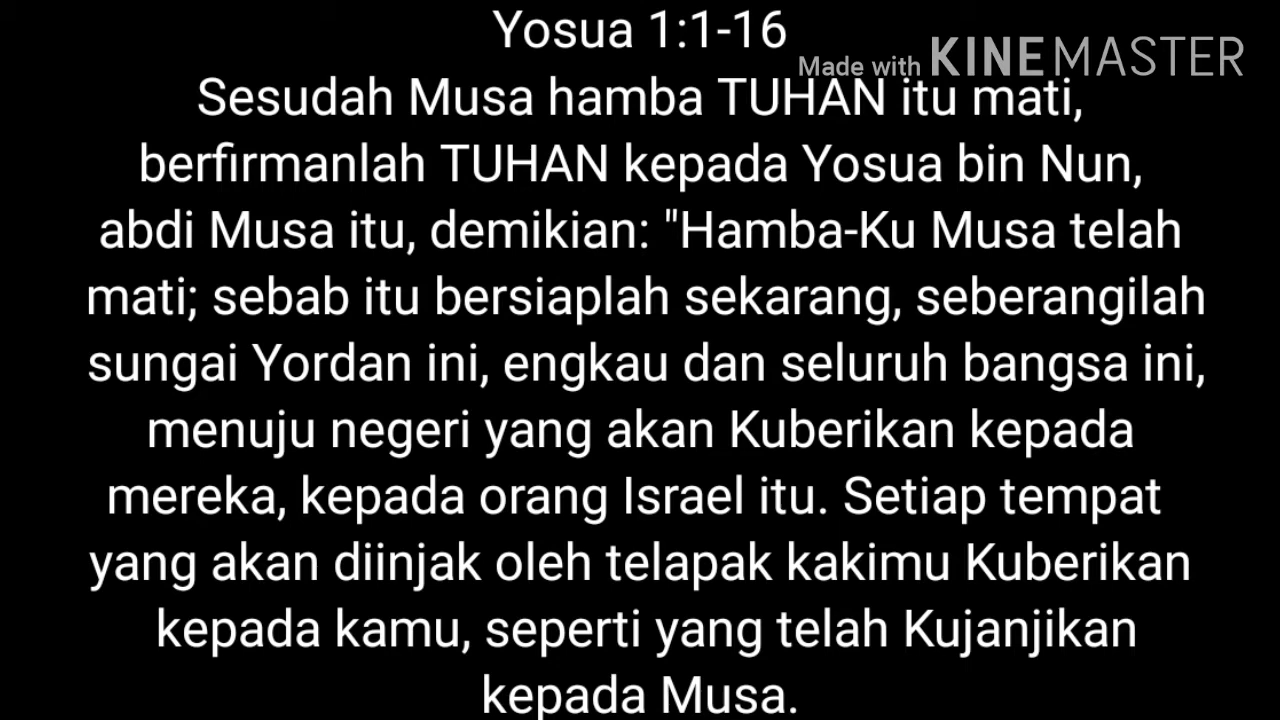 Yosua 1:1-16
Made with KINEMASTER
Sesudah Musa hamba TUHAN itu mati,
berfirmanlah TUHAN kepada Yosua bin Nun,
abdi Musa itu, demikian: "Hamba-Ku Musa telah
mati; sebab itu bersiaplah sekarang, seberangilah
sungai Yordan ini, engkau dan seluruh bangsa ini,
menuju negeri yang akan Kuberikan kepada
mereka, kepada orang Israel itu. Setiap tempat
yang akan diinjak oleh telapak kakimu Kuberikan
kepada kamu, seperti yang telah Kujanjikan
kepada Musa.